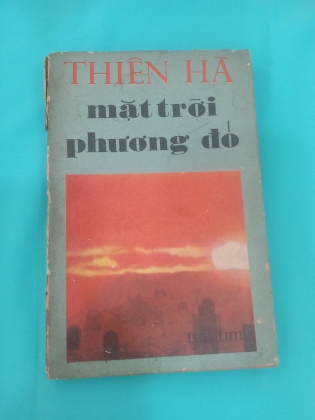 THIÊN HÀ
mặt trời
phương đỏ